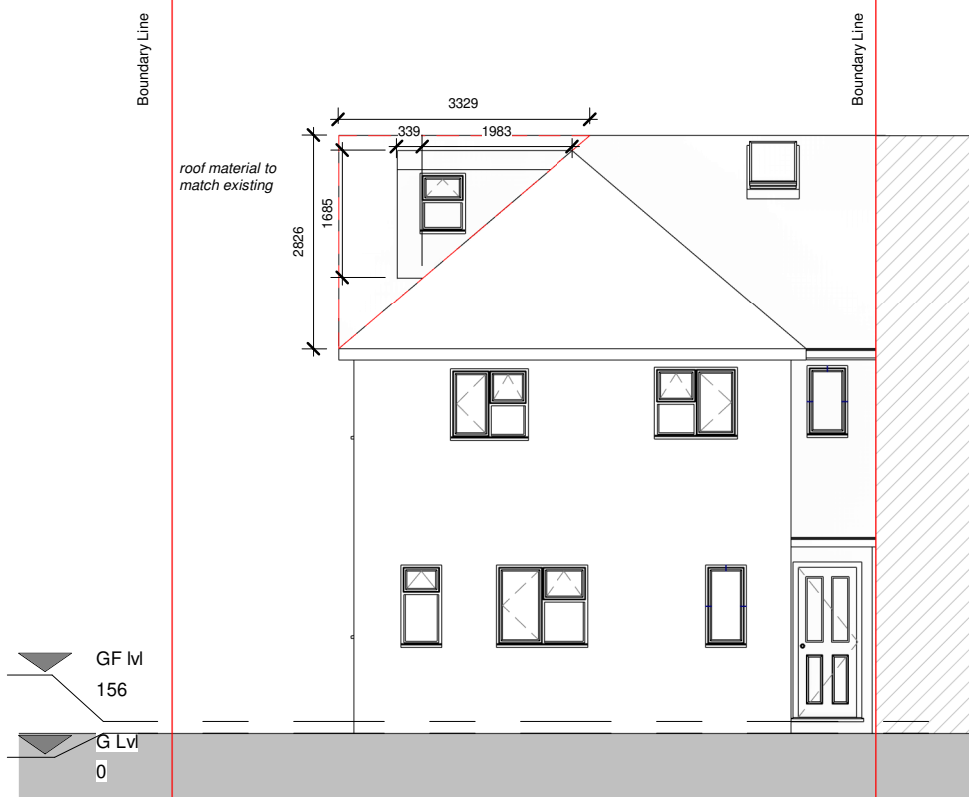 Boundary Line
Boundary Line
3329
339
1983
roof material to
match existing
1685
2826
GF lvl
156
G Lvl
0